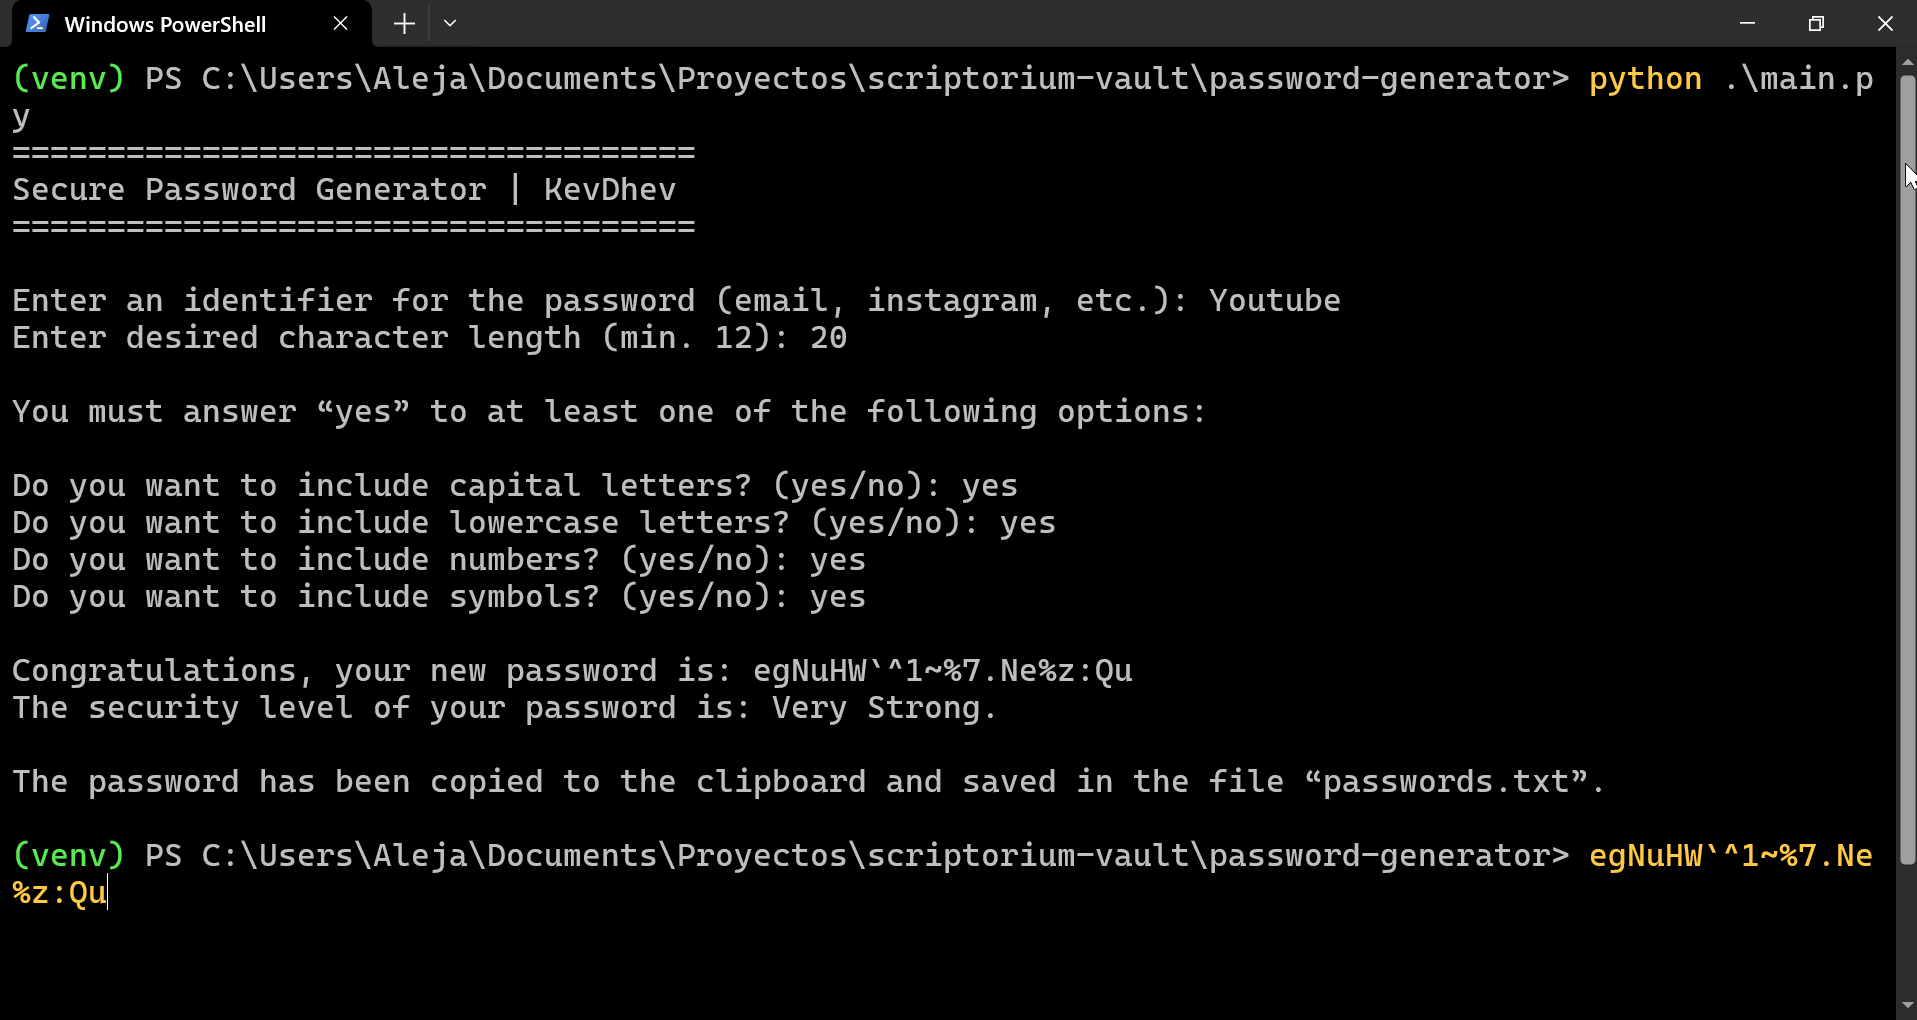 Windows PowerShell
(venv) PS C:\Users\Aleja\Documents\Proyectos\scriptorium-vault\password-generator> python .\main.p
y
====================================
Secure Password Generator | KevDhev
====================================
Enter an identifier for the password (email, instagram, etc.): Youtube
Enter desired character length (min. 12): 20
You must answer “yes” to at least one of the following options:
Do you want to include capital letters? (yes/no): yes
Do you want to include lowercase letters? (yes/no): yes
Do you want to include numbers? (yes/no): yes
Do you want to include symbols? (yes/no): yes
Congratulations, your new password is: egNuHW`^1~%7.Ne%z:Qu
The security level of your password is: Very Strong.
The password has been copied to the clipboard and saved in the file “passwords.txt”.
(venv) PS C:\Users\Aleja\Documents\Proyectos\scriptorium-vault\password-generator> egNuHW`^1~%7.Ne
%z:Qu